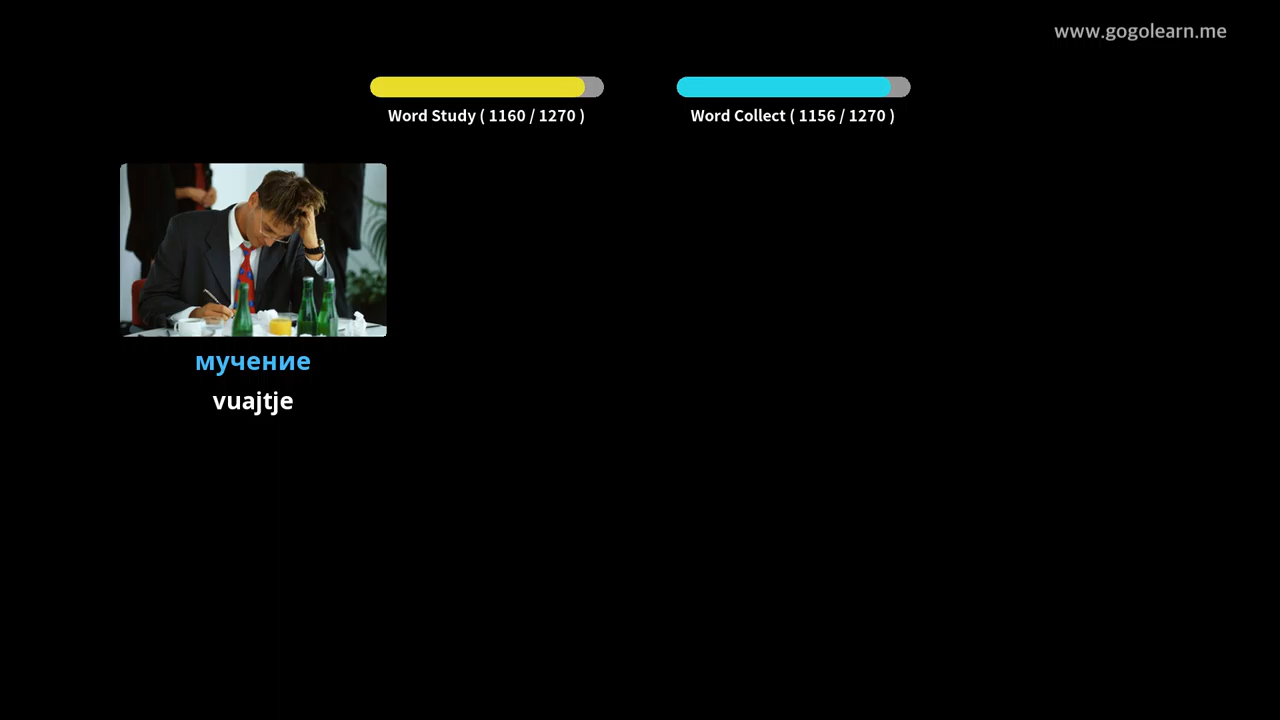 www.gogolearn.me
Word Study ( 1160 / 1270 )
Word Collect ( 1156 / 1270 )
мучение
vuajtje